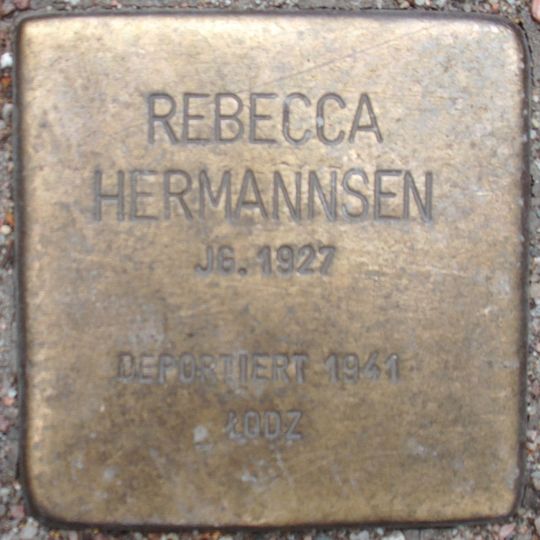 REBECCA
HERMANNSEN
JG. 1927
DEPORTIERT 1941
ŁODZ